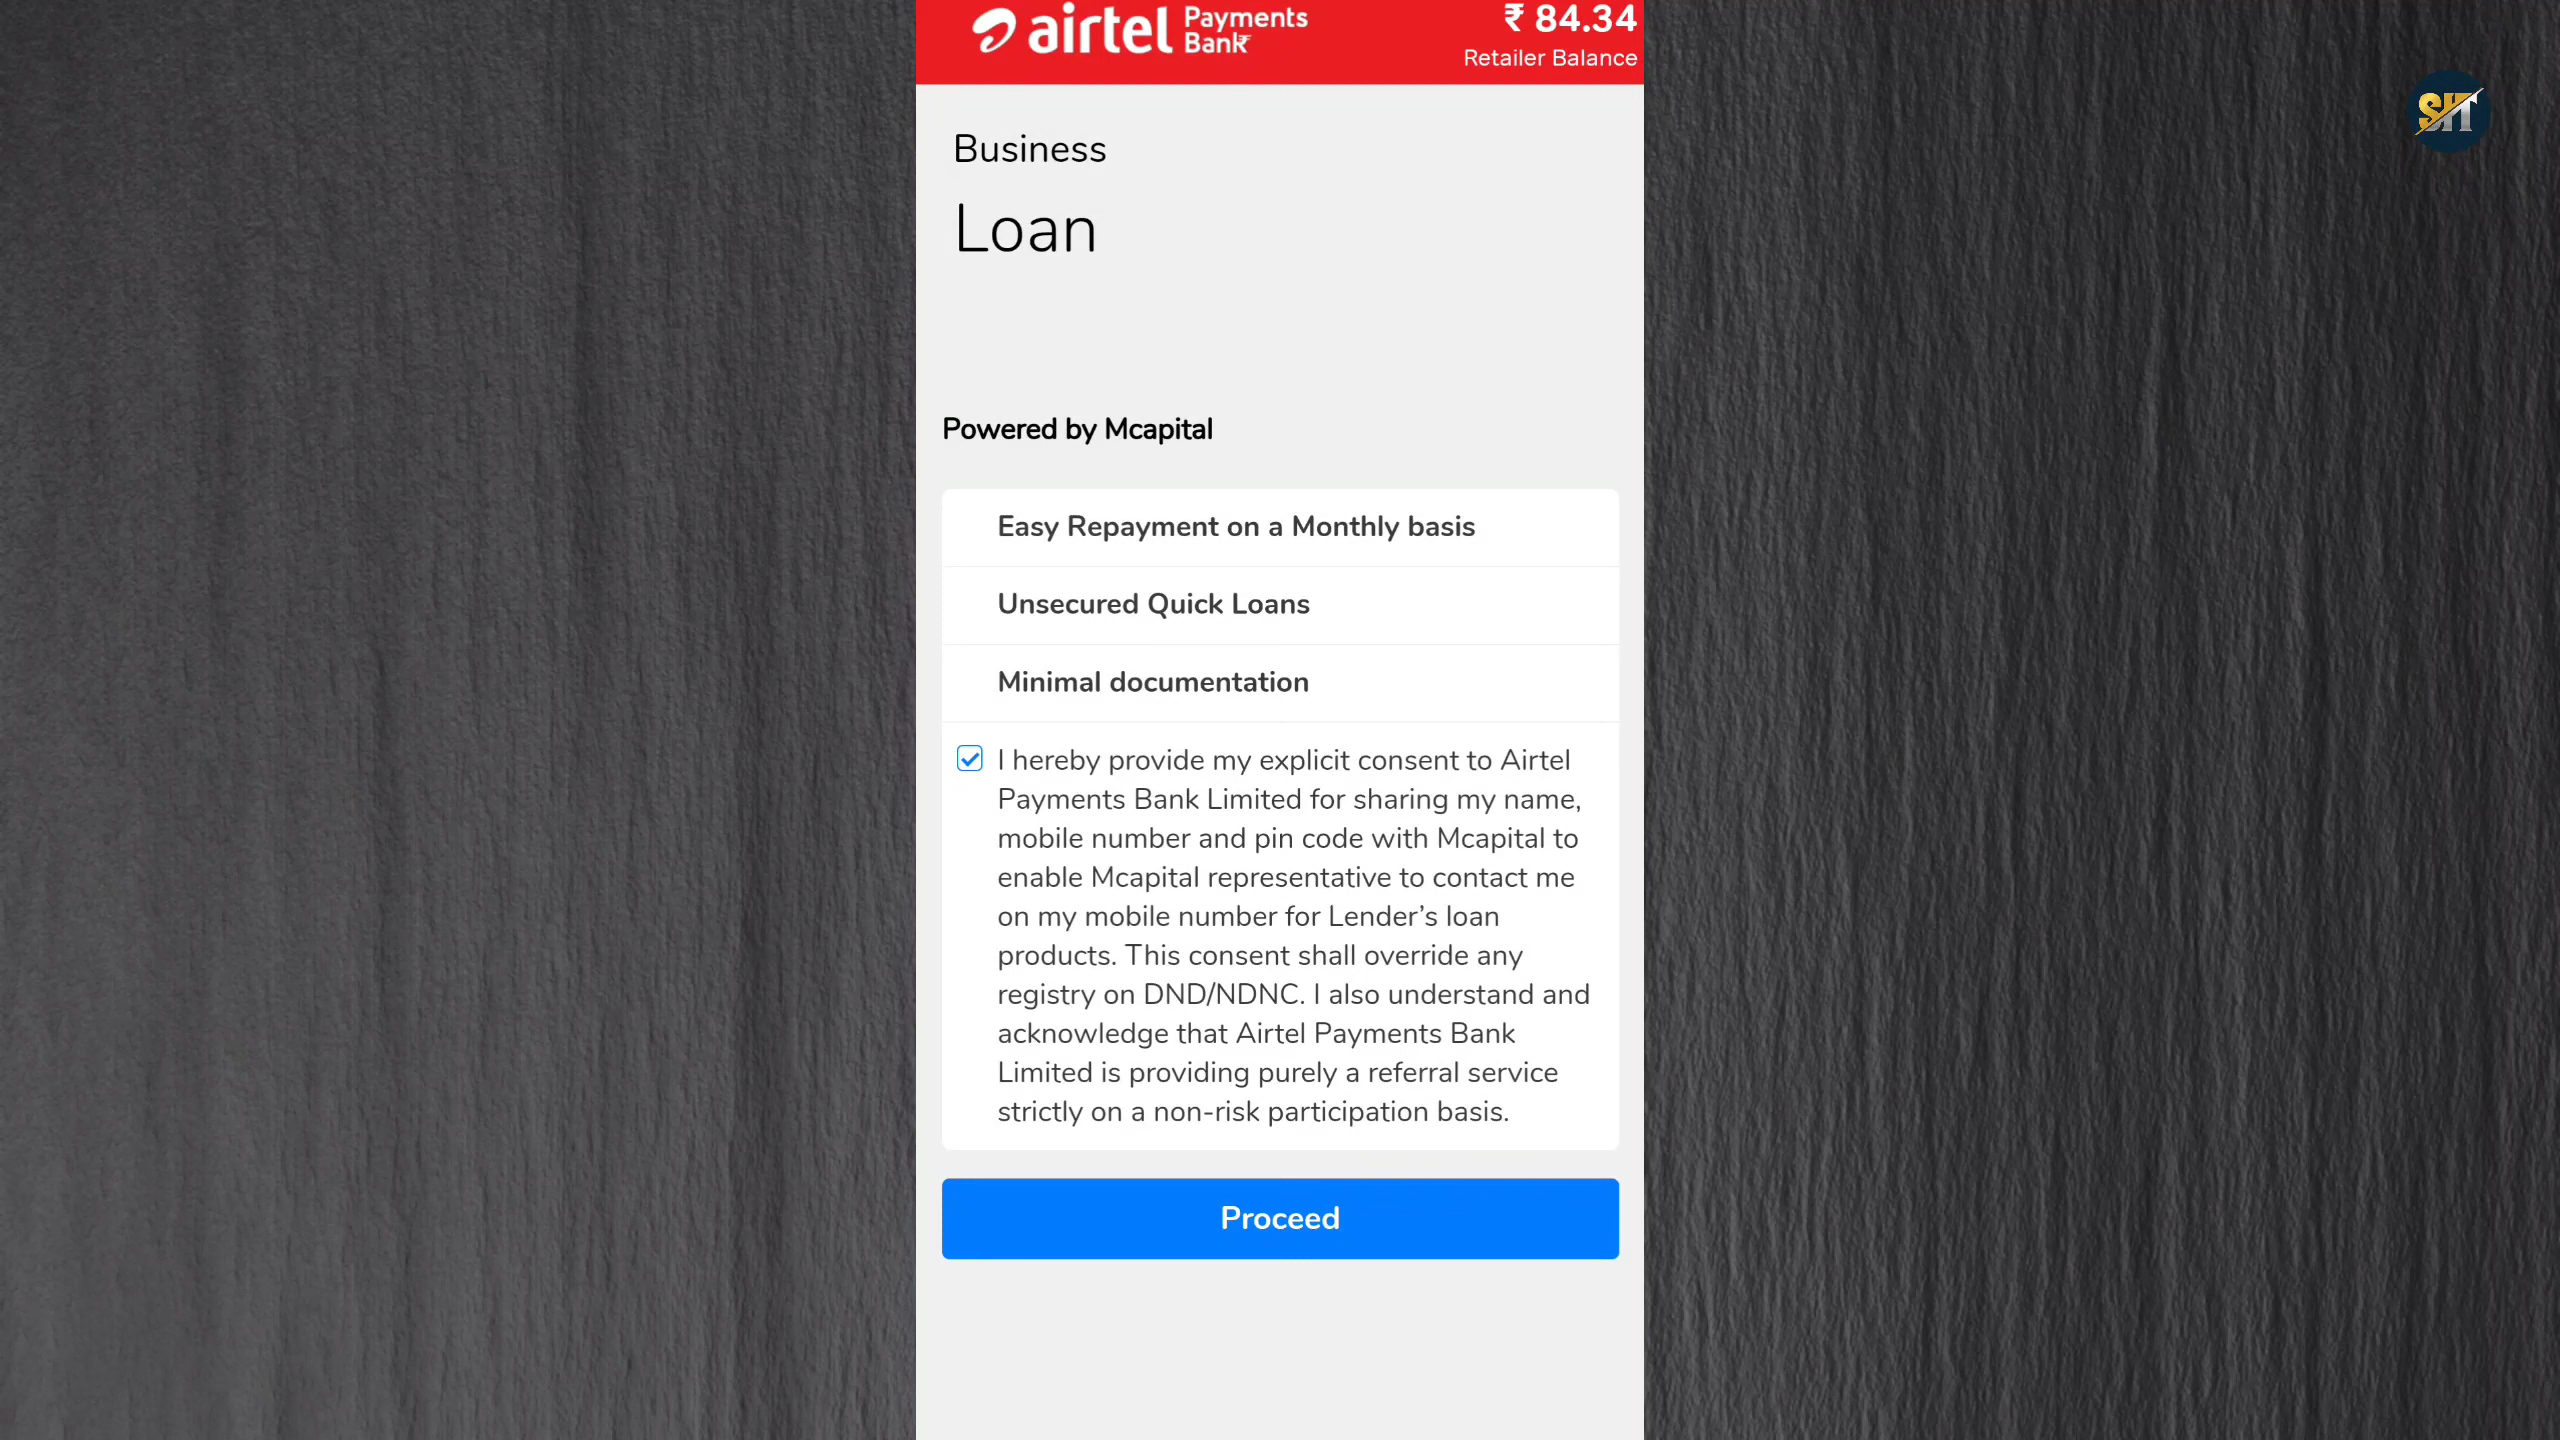 airtel Payments Bank
₹ 84.34
Retailer Balance
SHT
Business
Loan
Powered by Mcapital
Easy Repayment on a Monthly basis
Unsecured Quick Loans
Minimal documentation
I hereby provide my explicit consent to Airtel
Payments Bank Limited for sharing my name,
mobile number and pin code with Mcapital to
enable Mcapital representative to contact me
on my mobile number for Lender’s loan
products. This consent shall override any
registry on DND/NDNC. I also understand and
acknowledge that Airtel Payments Bank
Limited is providing purely a referral service
strictly on a non-risk participation basis.
Proceed